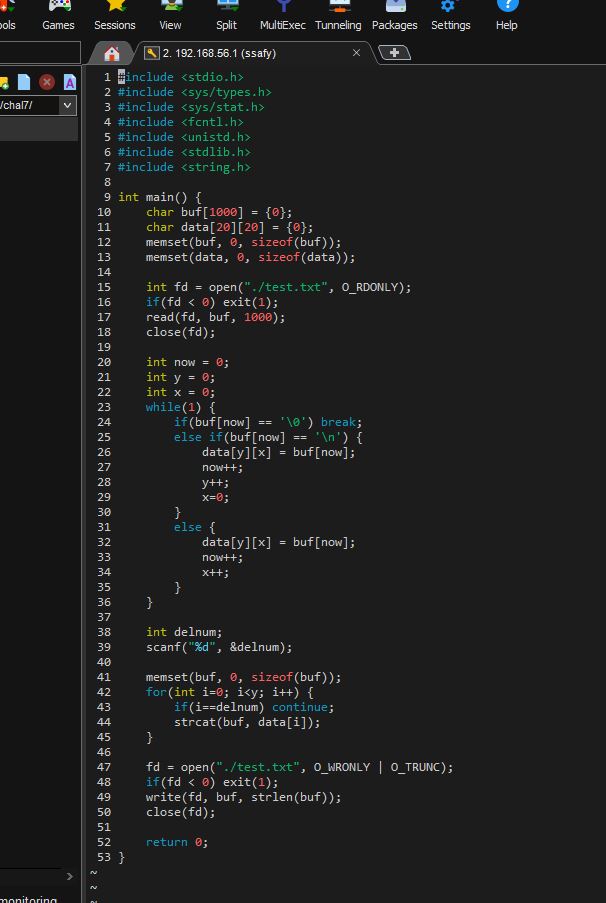 ols Games Sessions View Split MultiExec Tunneling Packages Settings Help
2. 192.168.56.1 (ssafy)
/chal7/
1 #include <stdio.h>
2 #include <sys/types.h>
3 #include <sys/stat.h>
4 #include <fcntl.h>
5 #include <unistd.h>
6 #include <stdlib.h>
7 #include <string.h>
8
9 int main() {
10     char buf[1000] = {0};
11     char data[20][20] = {0};
12     memset(buf, 0, sizeof(buf));
13     memset(data, 0, sizeof(data));
14
15     int fd = open("./test.txt", O_RDONLY);
16     if(fd < 0) exit(1);
17     read(fd, buf, 1000);
18     close(fd);
19
20     int now = 0;
21     int y = 0;
22     int x = 0;
23     while(1) {
24         if(buf[now] == '\0') break;
25         else if(buf[now] == '\n') {
26             data[y][x] = buf[now];
27             now++;
28             y++;
29             x=0;
30         }
31         else {
32             data[y][x] = buf[now];
33             now++;
34             x++;
35         }
36     }
37
38     int delnum;
39     scanf("%d", &delnum);
40
41     memset(buf, 0, sizeof(buf));
42     for(int i=0; i<y; i++) {
43         if(i==delnum) continue;
44         strcat(buf, data[i]);
45     }
46
47     fd = open("./test.txt", O_WRONLY | O_TRUNC);
48     if(fd < 0) exit(1);
49     write(fd, buf, strlen(buf));
50     close(fd);
51
52     return 0;
53 }
~
~
~
monitoring